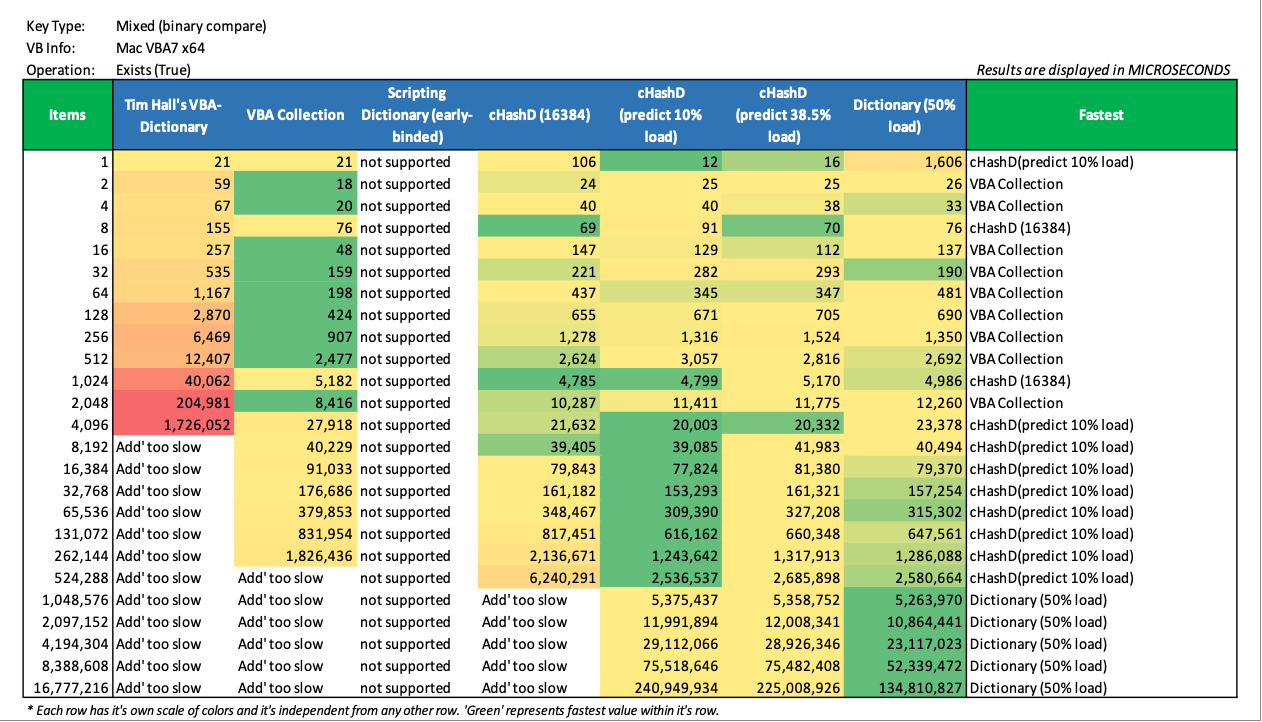 Key Type: Mixed (binary compare)
VB Info: Mac VBA7 x64
Operation: Exists (True) Results are displayed in MICROSECONDS
Items Tim Hall's VBA-Dictionary VBA Collection Scripting Dictionary (early-binded) cHashD (16384) cHashD (predict 10% load) cHashD (predict 38.5% load) Dictionary (50% load) Fastest
1 21 21 not supported 106 12 16 1,606 cHashD(predict 10% load)
2 59 18 not supported 24 25 25 26 VBA Collection
4 67 20 not supported 40 40 38 33 VBA Collection
8 155 76 not supported 69 91 70 76 cHashD (16384)
16 257 48 not supported 147 129 112 137 VBA Collection
32 535 159 not supported 221 282 293 190 VBA Collection
64 1,167 198 not supported 437 345 347 481 VBA Collection
128 2,870 424 not supported 655 671 705 690 VBA Collection
256 6,469 907 not supported 1,278 1,316 1,524 1,350 VBA Collection
512 12,407 2,477 not supported 2,624 3,057 2,816 2,692 VBA Collection
1,024 40,062 5,182 not supported 4,785 4,799 5,170 4,986 cHashD (16384)
2,048 204,981 8,416 not supported 10,287 11,411 11,775 12,260 VBA Collection
4,096 1,726,052 27,918 not supported 21,632 20,003 20,332 23,378 cHashD(predict 10% load)
8,192 Add' too slow 40,229 not supported 39,405 39,085 41,983 40,494 cHashD(predict 10% load)
16,384 Add' too slow 91,033 not supported 79,843 77,824 81,380 79,370 cHashD(predict 10% load)
32,768 Add' too slow 176,686 not supported 161,182 153,293 161,321 157,254 cHashD(predict 10% load)
65,536 Add' too slow 379,853 not supported 348,467 309,390 327,208 315,302 cHashD(predict 10% load)
131,072 Add' too slow 831,954 not supported 817,451 616,162 660,348 647,561 cHashD(predict 10% load)
262,144 Add' too slow 1,826,436 not supported 2,136,671 1,243,642 1,317,913 1,286,088 cHashD(predict 10% load)
524,288 Add' too slow Add' too slow not supported 6,240,291 2,536,537 2,685,898 2,580,664 cHashD(predict 10% load)
1,048,576 Add' too slow Add' too slow not supported Add' too slow 5,375,437 5,358,752 5,263,970 Dictionary (50% load)
2,097,152 Add' too slow Add' too slow not supported Add' too slow 11,991,894 12,008,341 10,864,441 Dictionary (50% load)
4,194,304 Add' too slow Add' too slow not supported Add' too slow 29,112,066 28,926,346 23,117,023 Dictionary (50% load)
8,388,608 Add' too slow Add' too slow not supported Add' too slow 75,518,646 75,482,408 52,339,472 Dictionary (50% load)
16,777,216 Add' too slow Add' too slow not supported Add' too slow 240,949,934 225,008,926 134,810,827 Dictionary (50% load)
* Each row has it's own scale of colors and it's independent from any other row. 'Green' represents fastest value within it's row.